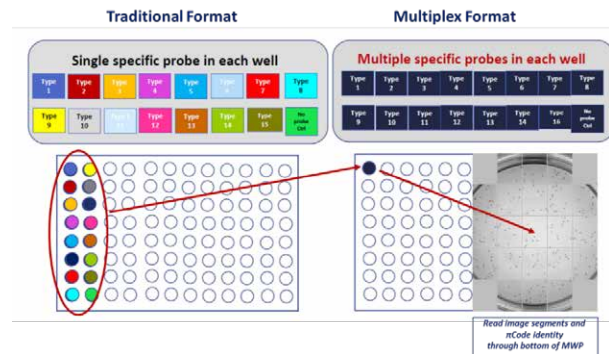 Traditional Format
Multiplex Format
Single specific probe in each well
Multiple specific probes in each well
Type 1
Type 2
Type 3
Type 4
Type 5
Type
Type 7
Type 8
Type 9
Type 10
Type
Type 12
Type 13
Type 14
Type 15
No probe Ctrl
Type 1
Type 2
Type 3
Type 4
Type 5
Type 6
Type 7
Type 8
Type 9
Type 10
Type 11
Type 12
Type 13
Type 14
Type 16
No probe Ctrl
Read image segments and
πCode identity
through bottom of MWP